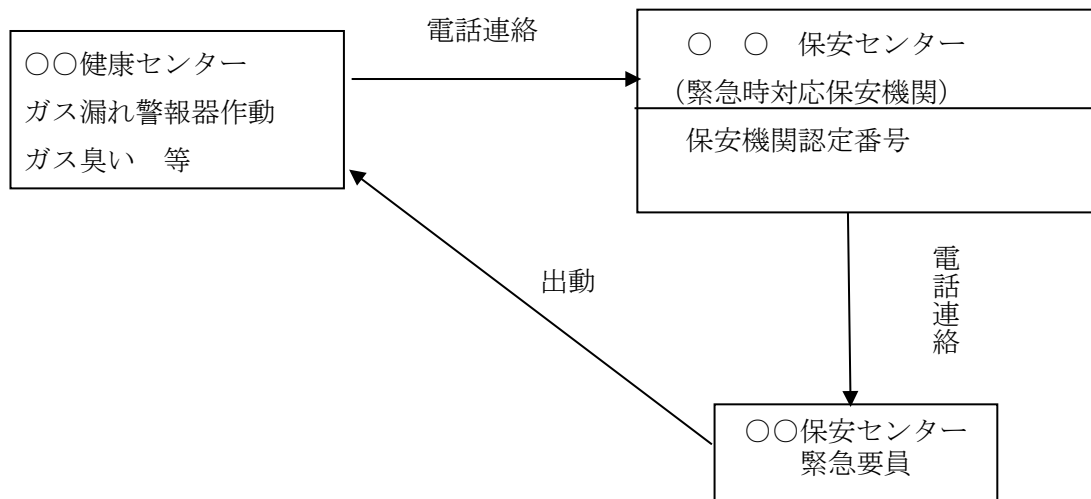 電話連絡
○○健康センター
ガス漏れ警報器作動
ガス臭い　等
○　○　保安センター
（緊急時対応保安機関）
保安機関認定番号
電話連絡
出動
○○保安センター
緊急要員